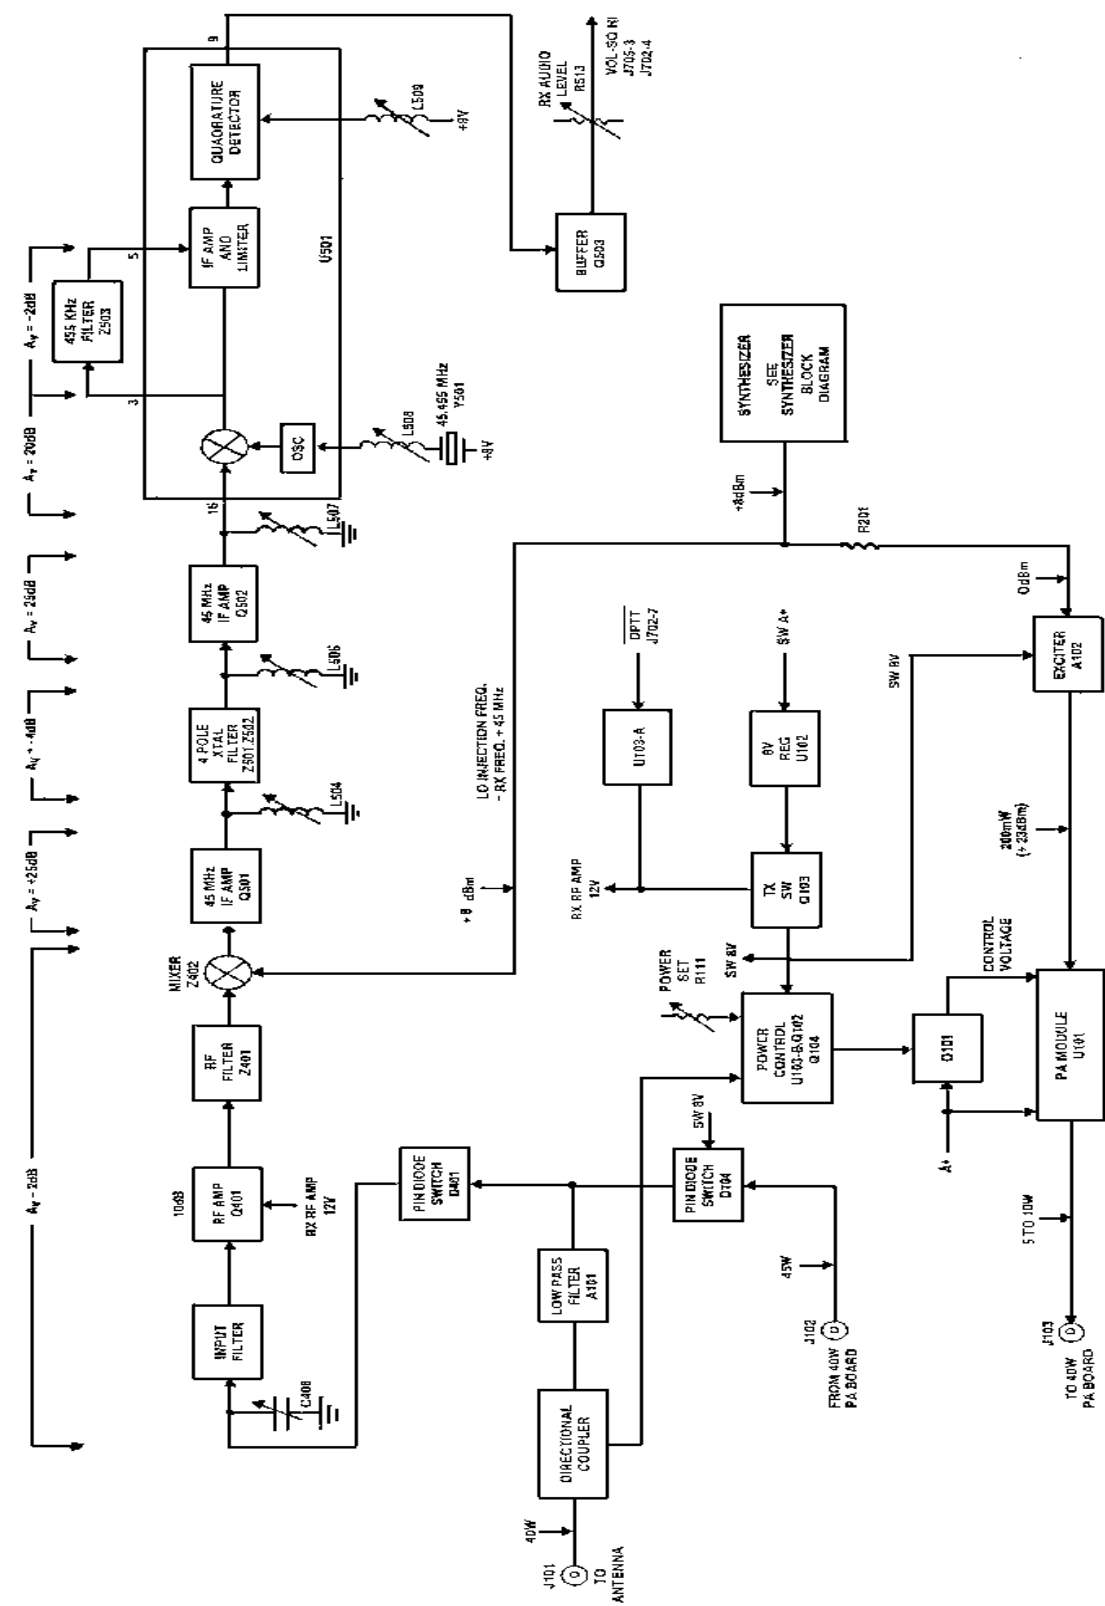 Av = -2dB
Av = 20dB
Av = 25dB
Av = -4dB
Av = +25dB
Av - 2dB
455 KHz
FILTER
Z503
3
5
9
16
QUADRATURE
DETECTOR
IF AMP
AND
LIMITER
U501
OSC
L509
+8V
L508
45.455 MHz
Y501
+8V
L507
45 MHz
IF AMP
Q502
L506
4 POLE
XTAL
FILTER
Z501,Z502
L504
45 MHz
IF AMP
Q501
MIXER
Z402
RF
FILTER
Z401
10dB
RF AMP
Q401
RX RF AMP
12V
INPUT
FILTER
C408
RX AUDIO
LEVEL
R513
VOL-SQ HI
J705-3
J702-4
BUFFER
Q503
SYNTHESIZER
SEE
SYNTHESIZER
BLOCK
DIAGRAM
+8dBm
R201
0dBm
LO INJECTION FREQ.
- RX FREQ. + 45 MHz
+8 dBm
DPTT
J702-7
U103-A
SW A+
8V
REG
U102
RX RF AMP
12V
TX
SW
Q103
SW 8V
EXCITER
A102
200mW
(+ 23dBm)
POWER
SET
R111
SW 8V
POWER
CONTROL
U103-B,Q102
Q104
CONTROL
VOLTAGE
Q101
PA MODULE
U101
A+
PIN DIODE
SWITCH
D401
SW 8V
PIN DIODE
SWITCH
D704
LOW PASS
FILTER
A101
45W
5 TO 10W
J102
FROM 40W
PA BOARD
J103
TO 40W
PA BOARD
DIRECTIONAL
COUPLER
40W
J101
TO
ANTENNA